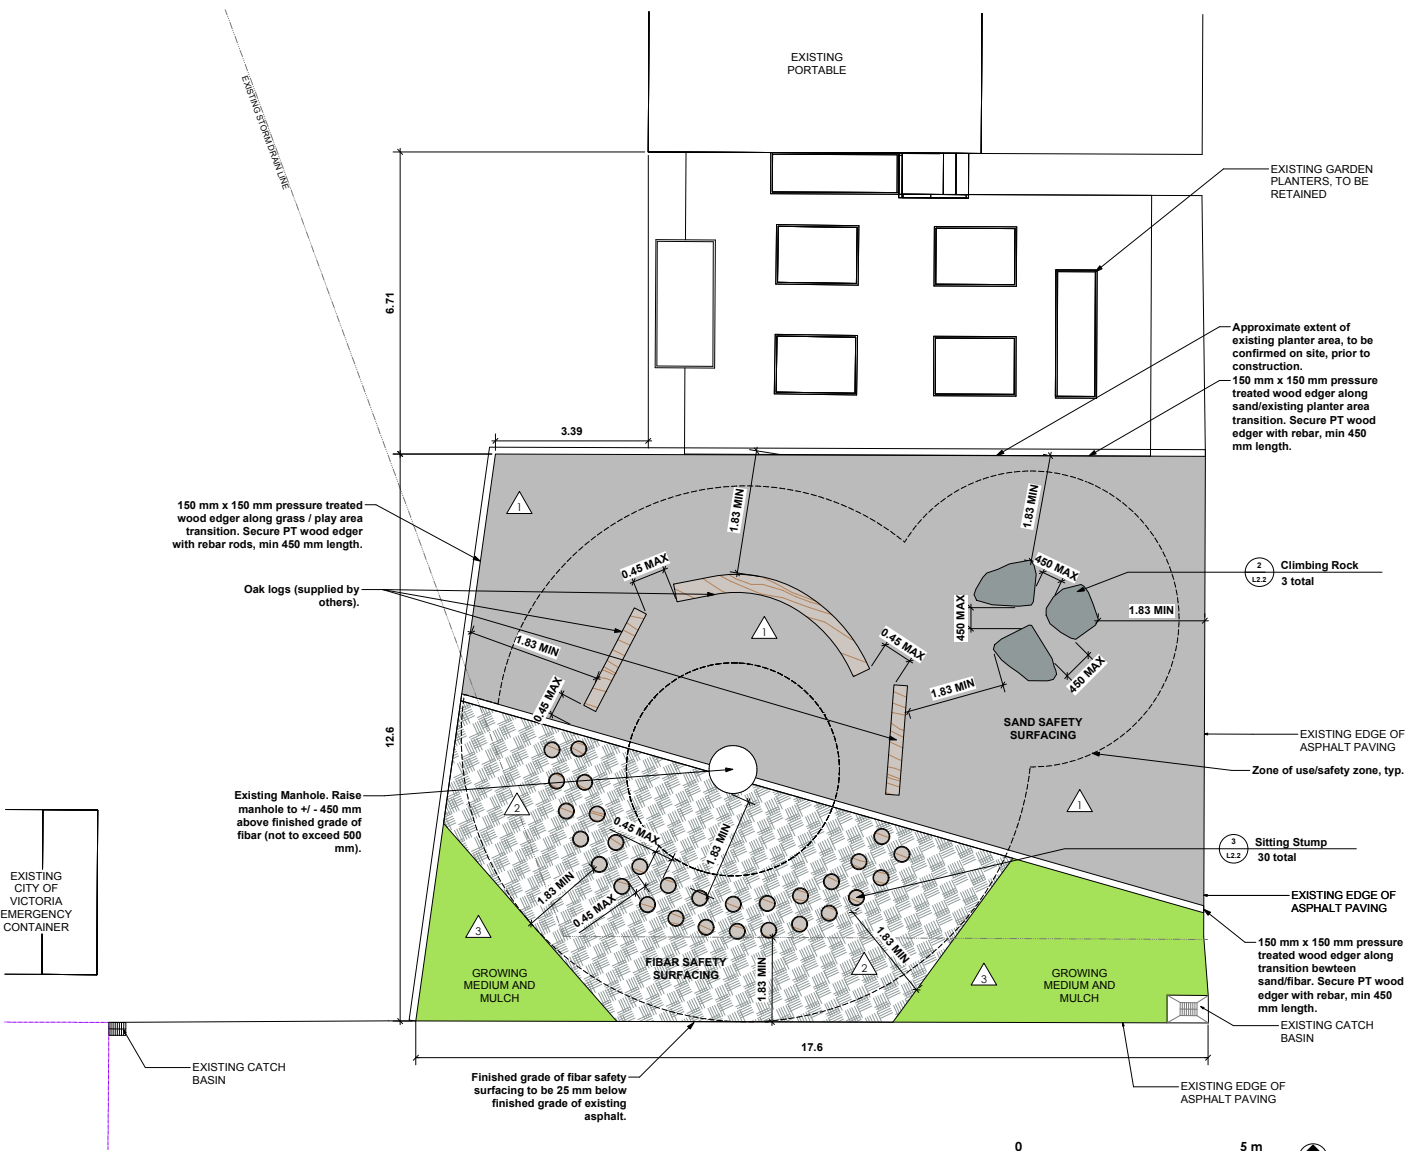 EXISTING
PORTABLE
EXISTING STORM DRAIN LINE
EXISTING GARDEN
PLANTERS, TO BE
RETAINED
6.71
Approximate extent of
existing planter area, to be
confirmed on site, prior to
construction.
150 mm x 150 mm pressure
treated wood edger along
sand/existing planter area
transition. Secure PT wood
edger with rebar, min 450
mm length.
3.39
150 mm x 150 mm pressure treated
wood edger along grass / play area
transition. Secure PT wood edger
with rebar rods, min 450 mm length.
1
1.83 MIN
1.83 MIN
0.45 MAX
450 MAX
2
L2.2
Climbing Rock
3 total
Oak logs (supplied by
others).
1
450 MAX
1.83 MIN
1.83 MIN
0.45 MAX
450 MAX
0.45 MAX
1.83 MIN
SAND SAFETY
SURFACING
12.6
EXISTING EDGE OF
ASPHALT PAVING
Zone of use/safety zone, typ.
Existing Manhole. Raise
manhole to +/ - 450 mm
above finished grade of
fibar (not to exceed 500
mm).
2
1
0.45 MAX
1.83 MIN
3
L2.2
Sitting Stump
30 total
EXISTING
CITY OF
VICTORIA
EMERGENCY
CONTAINER
1.83 MIN
0.45 MAX
EXISTING EDGE OF
ASPHALT PAVING
3
1.83 MIN
150 mm x 150 mm pressure
treated wood edger along
transition bewteen
sand/fibar. Secure PT wood
edger with rebar, min 450
mm length.
FIBAR SAFETY
SURFACING
2
1.83 MIN
3
GROWING
MEDIUM AND
MULCH
GROWING
MEDIUM AND
MULCH
EXISTING CATCH
BASIN
17.6
EXISTING CATCH
BASIN
Finished grade of fibar safety
surfacing to be 25 mm below
finished grade of existing
asphalt.
EXISTING EDGE OF
ASPHALT PAVING
0
5 m